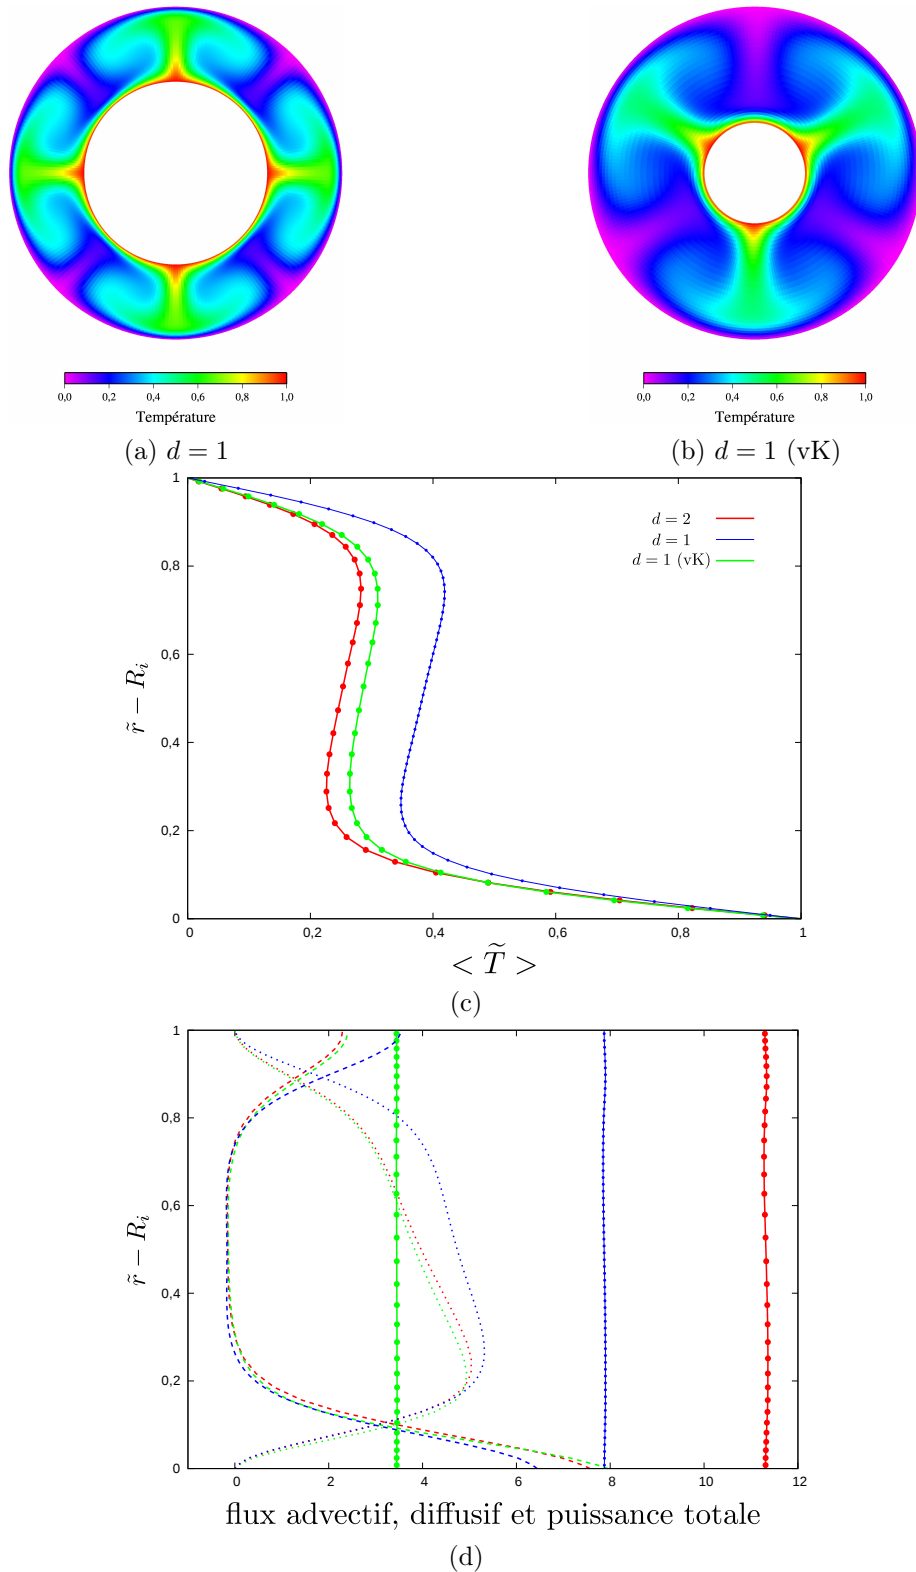 0,0 0,2 0,4 0,6 0,8 1,0
Température
(a) d = 1
0,0 0,2 0,4 0,6 0,8 1,0
Température
(b) d = 1 (vK)
1
0,8
0,6
0,4
0,2
0
r̃ − Rᵢ
d = 2
d = 1
d = 1 (vK)
0 0,2 0,4 0,6 0,8 1
< T̃ >
(c)
1
0,8
0,6
0,4
0,2
0
r̃ − Rᵢ
0 2 4 6 8 10 12
flux advectif, diffusif et puissance totale
(d)